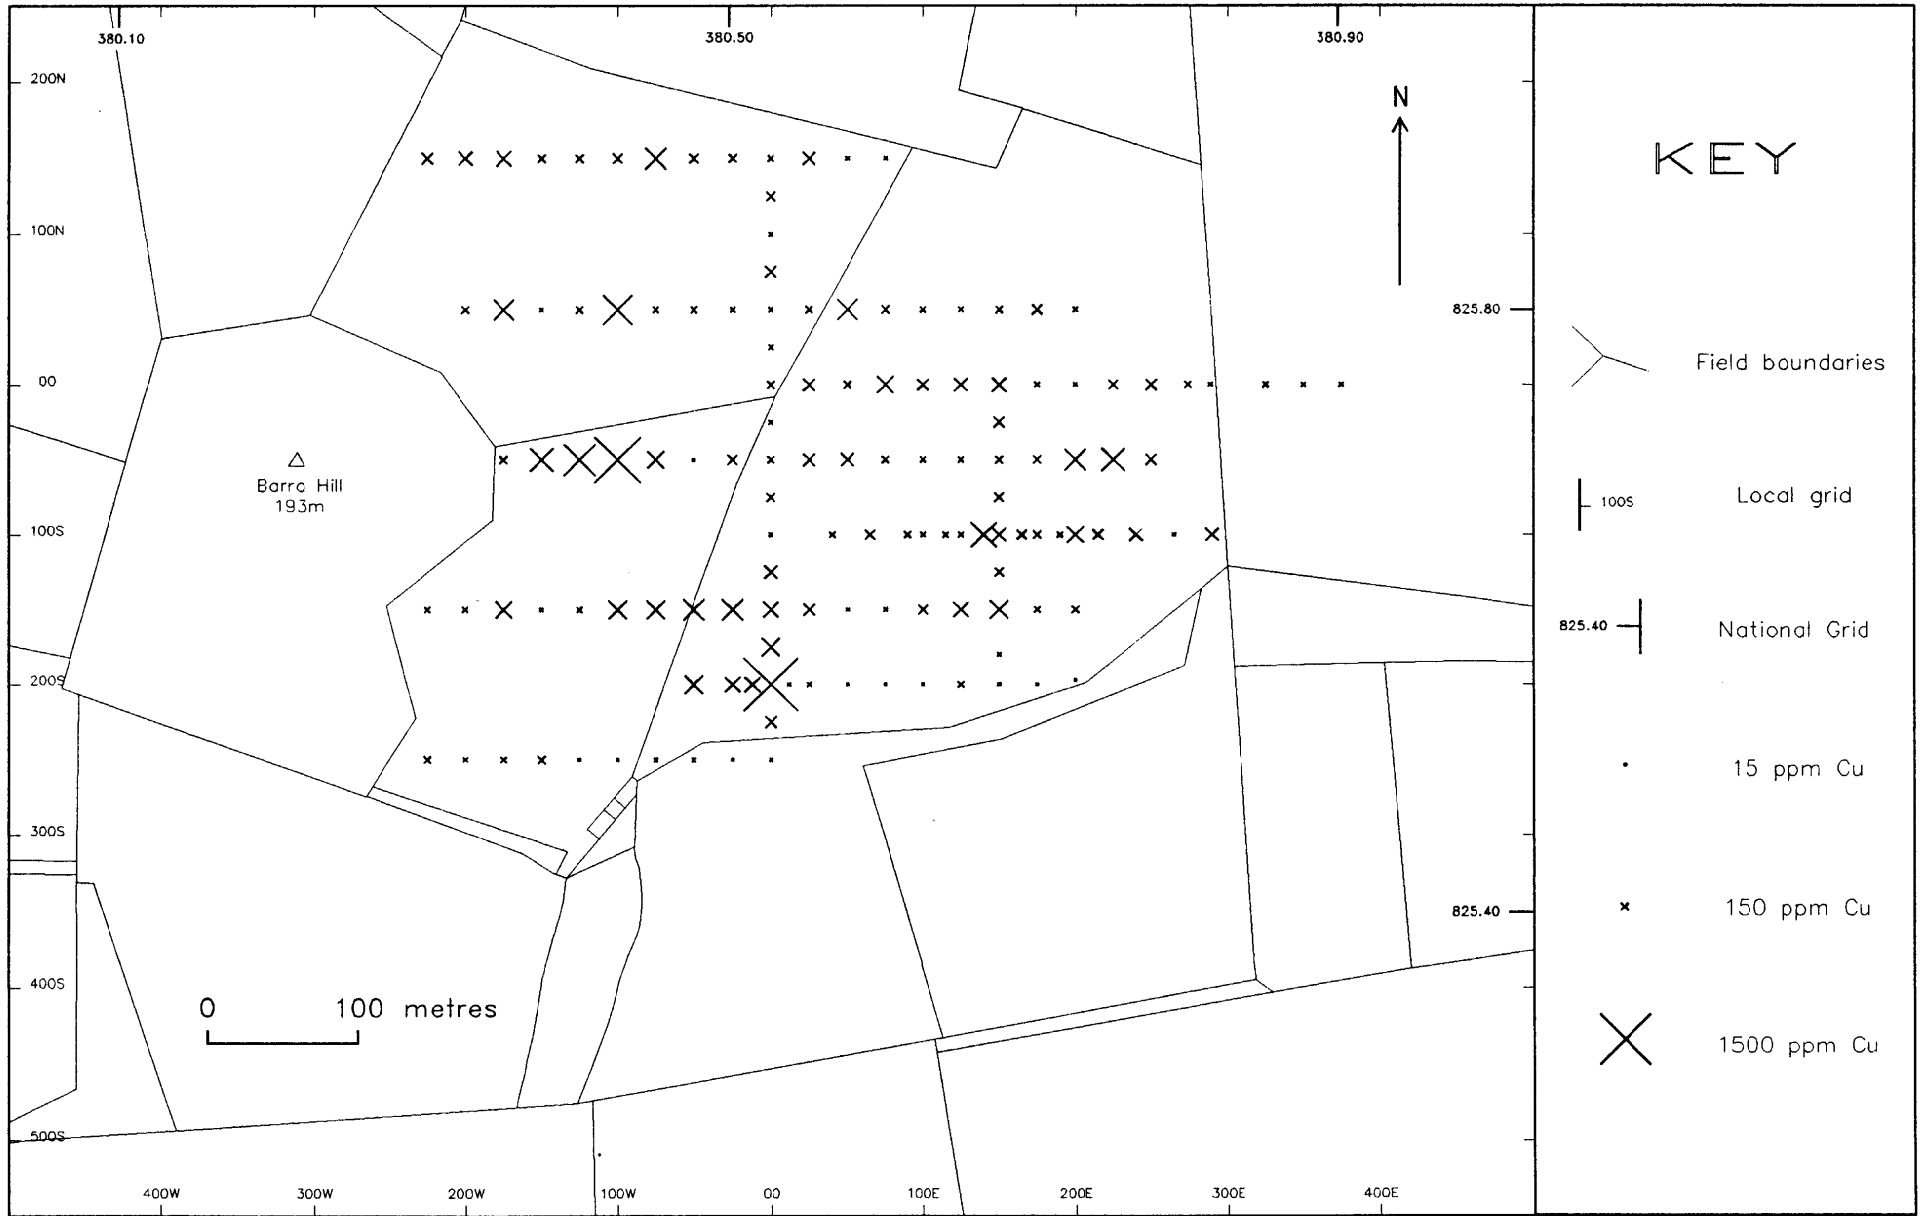 380.10
380.50
380.90
200N
N
KEY
100N
825.80
00
Field boundaries
Barra Hill
193m
100S
Local grid
100S
825.40
National Grid
200S
15 ppm Cu
300S
150 ppm Cu
825.40
400S
0 100 metres
1500 ppm Cu
500S
400W 300W 200W 100W 00 100E 200E 300E 400E